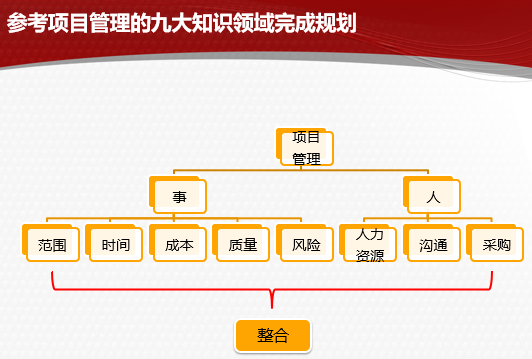 参考项目管理的九大知识领域完成规划
项目
管理
事
人
范围
时间
成本
质量
风险
人力
资源
沟通
采购
整合